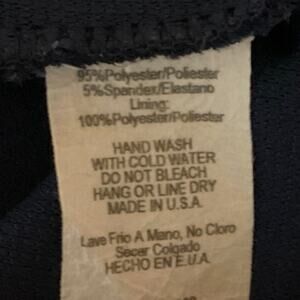 95%Polyester/Poliester
5%Spandex/Elastano
Lining:
100%Polyester/Poliester
HAND WASH
WITH COLD WATER
DO NOT BLEACH
HANG OR LINE DRY
MADE IN U.S.A.
Lave Frio A Mano, No Cloro
Secar Colgado
HECHO EN E.U.A.